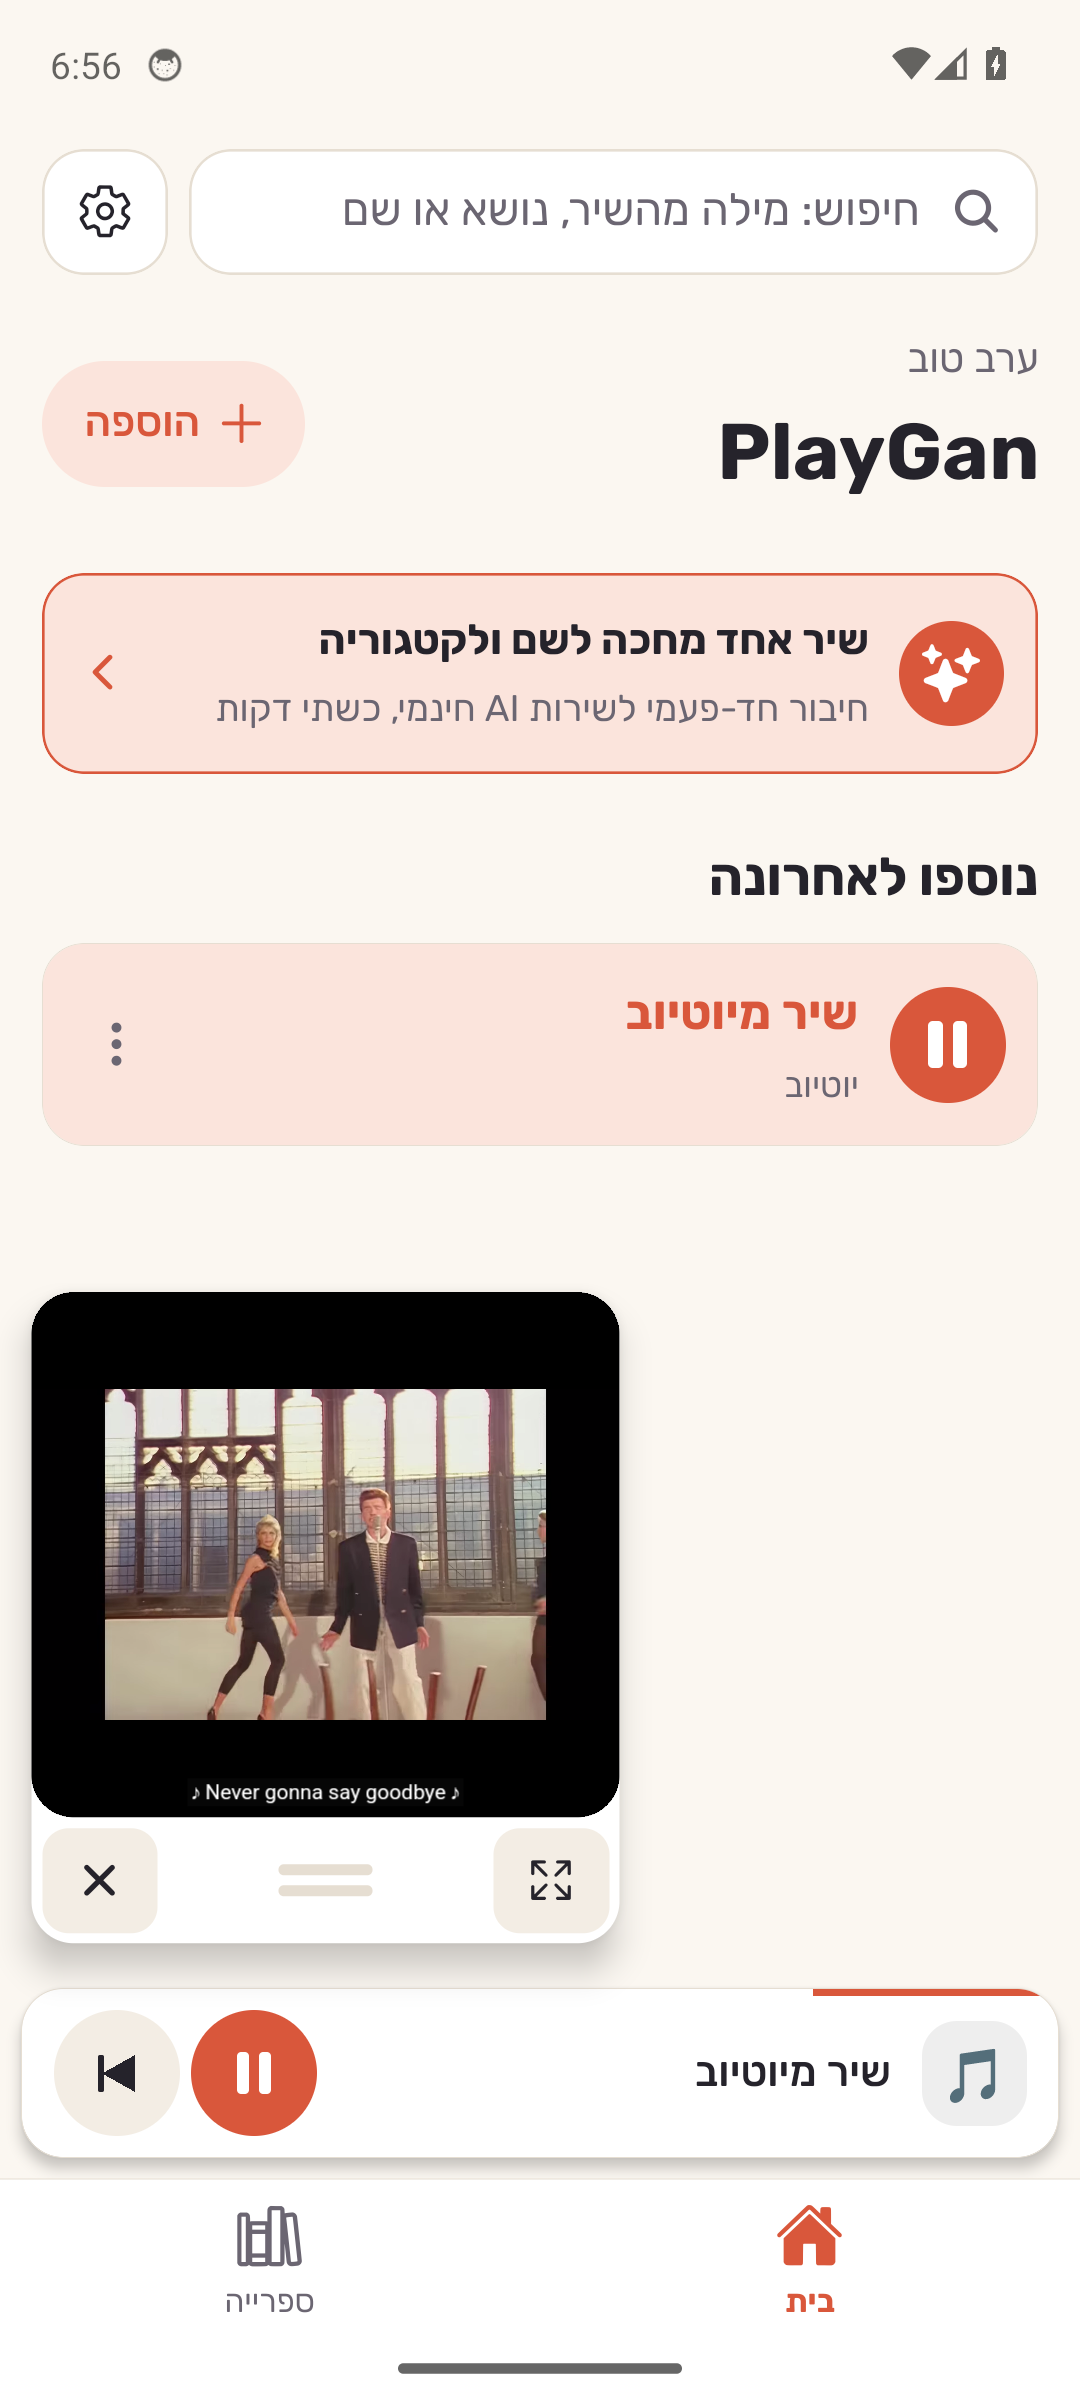 6:56
חיפוש: מילה מהשיר, נושא או שם
ערב טוב
PlayGan
הוספה
שיר אחד מחכה לשם ולקטגוריה
חיבור חד-פעמי לשירות AI חינמי, כשתי דקות
נוספו לאחרונה
שיר מיוטיוב
יוטיוב
♪ Never gonna say goodbye ♪
שיר מיוטיוב
בית
ספרייה